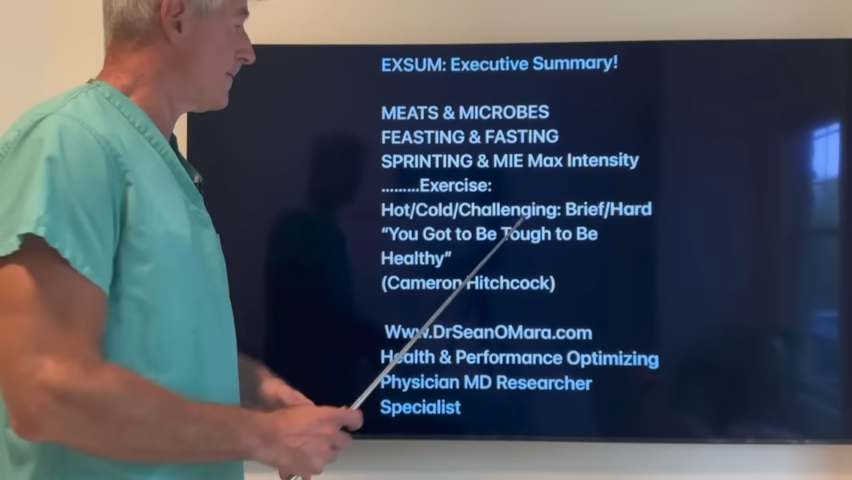 EXSUM: Executive Summary!
MEATS & MICROBES
FEASTING & FASTING
SPRINTING & MIE Max Intensity
.........Exercise:
Hot/Cold/Challenging: Brief/Hard
“You Got to Be Tough to Be
Healthy”
(Cameron Hitchcock)
Www.DrSeanOMara.com
Health & Performance Optimizing
Physician MD Researcher
Specialist